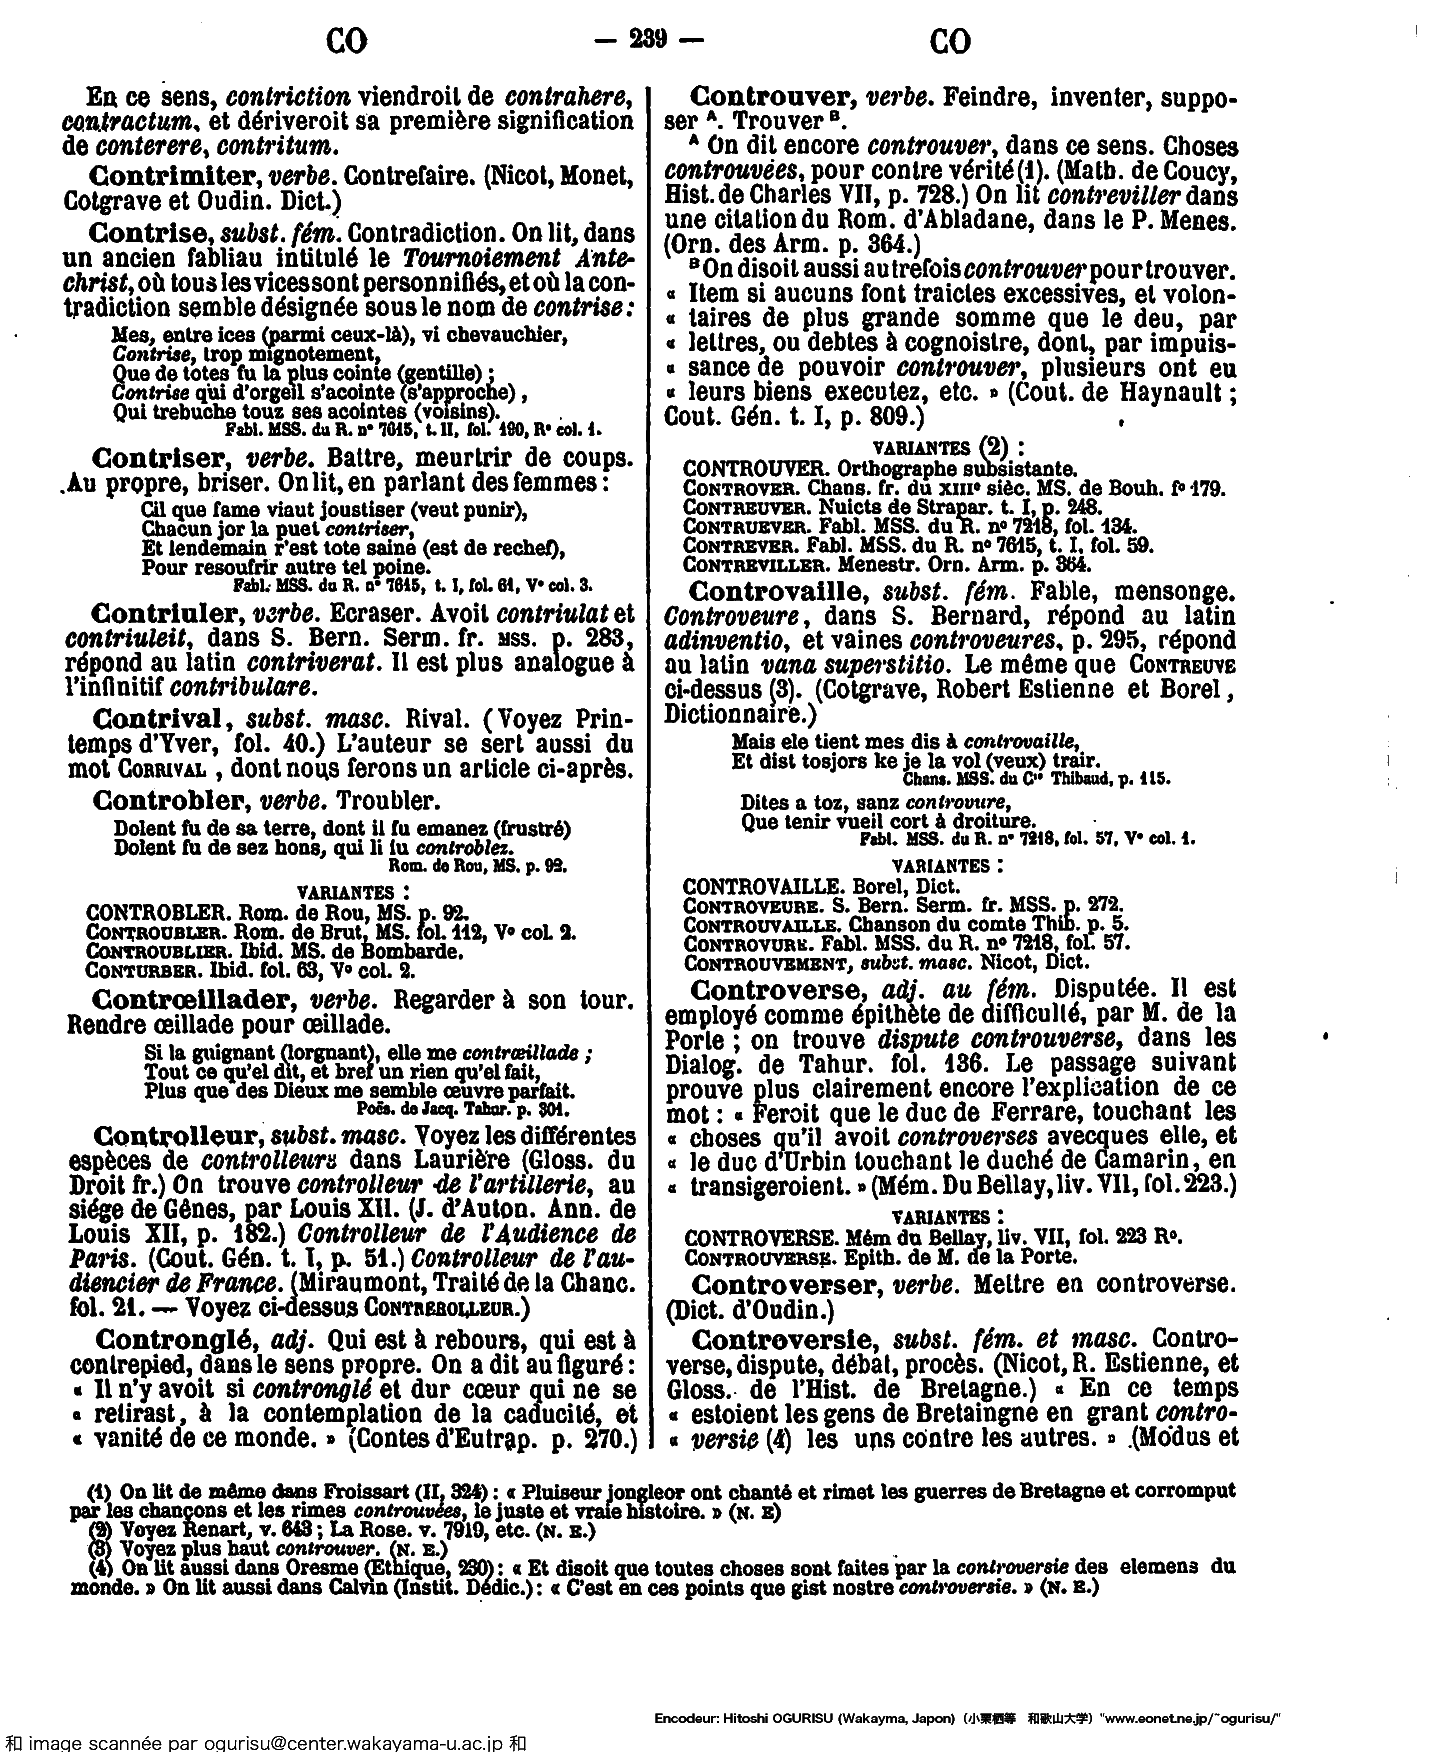 CO — 239 — CO
En ce sens, contriction viendroit de contrahere,
contractum, et dériveroit sa première signification
de conterere, contritum.
Contrimiter, verbe. Contrefaire. (Nicot, Monet,
Cotgrave et Oudin. Dict.)
Contrise, subst. fém. Contradiction. On lit, dans
un ancien fabliau intitulé le Tournoiement Ante-
christ, où tous les vices sont personnifiés, et où la con-
tradiction semble désignée sous le nom de contrise :
Mes, entre ices (parmi ceux-là), vi chevauchier,
Contrise, trop mignotement,
Que de totes fu la plus cointe (gentille) ;
Contrise qui d'orgeil s'acointe (s'approche),
Qui trebuche touz ses acointes (voisins).
Fabl. MSS. du R. nº 7615, t. II, fol. 190, Rº col. 1.
Contriser, verbe. Battre, meurtrir de coups.
Au propre, briser. On lit, en parlant des femmes :
Cil que fame viaut joustiser (veut punir),
Chacun jor la puet contriser,
Et lendemain r'est tote saine (est de rechef),
Pour resoufrir autre tel poine.
Fabl. MSS. du R. nº 7615, t. I, fol. 61, Vº col. 3.
Contriuler, verbe. Ecraser. Avoit contriulat et
contriuleit, dans S. Bern. Serm. fr. MSS. p. 283,
répond au latin contriverat. Il est plus analogue à
l'infinitif contribulare.
Contrival, subst. masc. Rival. (Voyez Prin-
temps d'Yver, fol. 40.) L'auteur se sert aussi du
mot CORRIVAL, dont nous ferons un article ci-après.
Controbler, verbe. Troubler.
Dolent fu de sa terre, dont il fu emanez (frustré)
Dolent fu de sez hons, qui li fu controblez.
Rom. de Rou, MS. p. 92.
VARIANTES :
CONTROBLER. Rom. de Rou, MS. p. 92.
CONTROUBLER. Rom. de Brut, MS. fol. 112, Vº col. 2.
CONTROUBLIER. Ibid. MS. de Bombarde.
CONTURBER. Ibid. fol. 63, Vº col. 2.
Contrœillader, verbe. Regarder à son tour.
Rendre œillade pour œillade.
Si la guignant (lorgnant), elle me contrœillade ;
Tout ce qu'el dit, et bref un rien qu'el fait,
Plus que des Dieux me semble œuvre parfait.
Poës. de Jacq. Tahur. p. 301.
Controlleur, subst. masc. Voyez les différentes
espèces de controlleurs dans Laurière (Gloss. du
Droit fr.) On trouve controlleur de l'artillerie, au
siége de Gênes, par Louis XII. (J. d'Auton. Ann. de
Louis XII, p. 182.) Controlleur de l'Audience de
Paris. (Cout. Gén. t. I, p. 51.) Controlleur de l'au-
diencier de France. (Miraumont, Traité de la Chanc.
fol. 21. — Voyez ci-dessus CONTREROLLEUR.)
Contronglé, adj. Qui est à rebours, qui est à
contrepied, dans le sens propre. On a dit au figuré :
« Il n'y avoit si contronglé et dur cœur qui ne se
« retirast, à la contemplation de la caducité, et
« vanité de ce monde. » (Contes d'Eutrap. p. 270.)
Controuver, verbe. Feindre, inventer, suppo-
ser A. Trouver B.
A On dit encore controuver, dans ce sens. Choses
controuvées, pour contre vérité (1). (Math. de Coucy,
Hist. de Charles VII, p. 728.) On lit contreviller dans
une citation du Rom. d'Abladane, dans le P. Menes.
(Orn. des Arm. p. 364.)
B On disoit aussi autrefois controuver pour trouver.
« Item si aucuns font traictes excessives, et volon-
« taires de plus grande somme que le deu, par
« lettres, ou debtes à cognoistre, dont, par impuis-
« sance de pouvoir controuver, plusieurs ont eu
« leurs biens executez, etc. » (Cout. de Haynault ;
Cout. Gén. t. I, p. 809.)
VARIANTES (2) :
CONTROUVER. Orthographe subsistante.
CONTROVER. Chans. fr. du XIIIe sièc. MS. de Bouh. fº 179.
CONTREUVER. Nuicts de Strapar. t. I, p. 248.
CONTRUEVER. Fabl. MSS. du R. nº 7218, fol. 134.
CONTREVER. Fabl. MSS. du R. nº 7615, t. I, fol. 59.
CONTREVILLER. Menestr. Orn. Arm. p. 364.
Controvaille, subst. fém. Fable, mensonge.
Controveure, dans S. Bernard, répond au latin
adinventio, et vaines controveures, p. 295, répond
au latin vana superstitio. Le même que CONTREUVE
ci-dessus (3). (Cotgrave, Robert Estienne et Borel,
Dictionnaire.)
Mais ele tient mes dis à controvaille,
Et dist tosjors ke je la vol (veux) trair.
Chans. MSS. du Cte Thibaud, p. 115.
Dites a toz, sanz controvure,
Que tenir vueil cort à droiture.
Fabl. MSS. du R. nº 7218, fol. 57, Vº col. 1.
VARIANTES :
CONTROVAILLE. Borel, Dict.
CONTROVEURE. S. Bern. Serm. fr. MSS. p. 272.
CONTROUVAILLE. Chanson du comte Thib. p. 5.
CONTROVURE. Fabl. MSS. du R. nº 7218, fol. 57.
CONTROUVEMENT, subst. masc. Nicot, Dict.
Controverse, adj. au fém. Disputée. Il est
employé comme épithète de difficulté, par M. de la
Porte ; on trouve dispute controuverse, dans les
Dialog. de Tahur. fol. 136. Le passage suivant
prouve plus clairement encore l'explication de ce
mot : « Feroit que le duc de Ferrare, touchant les
« choses qu'il avoit controverses avecques elle, et
« le duc d'Urbin touchant le duché de Camarin, en
« transigeroient. » (Mém. Du Bellay, liv. VII, fol. 223.)
VARIANTES :
CONTROVERSE. Mém du Bellay, liv. VII, fol. 223 Rº.
CONTROUVERSE. Epith. de M. de la Porte.
Controverser, verbe. Mettre en controverse.
(Dict. d'Oudin.)
Controversie, subst. fém. et masc. Contro-
verse, dispute, débat, procès. (Nicot, R. Estienne, et
Gloss. de l'Hist. de Bretagne.) « En ce temps
« estoient les gens de Bretaingne en grant contro-
« versie (4) les uns contre les autres. » (Modus et
(1) On lit de même dans Froissart (II, 324) : « Pluiseur jongleor ont chanté et rimet les guerres de Bretagne et corromput
par les chançons et les rimes controuvées, le juste et vraie histoire. » (N. E)
(2) Voyez Renart, v. 643 ; La Rose. v. 7919, etc. (N. E.)
(3) Voyez plus haut controuver. (N. E.)
(4) On lit aussi dans Oresme (Ethique, 230) : « Et disoit que toutes choses sont faites par la controversie des elemens du
monde. » On lit aussi dans Calvin (Instit. Dédic.) : « C'est en ces points que gist nostre controversie. » (N. E.)
Encodeur: Hitoshi OGURISU (Wakayma, Japon)（小栗栖等　和歌山大学）"www.eonet.ne.jp/~ogurisu/"
和 image scannée par ogurisu@center.wakayama-u.ac.jp 和